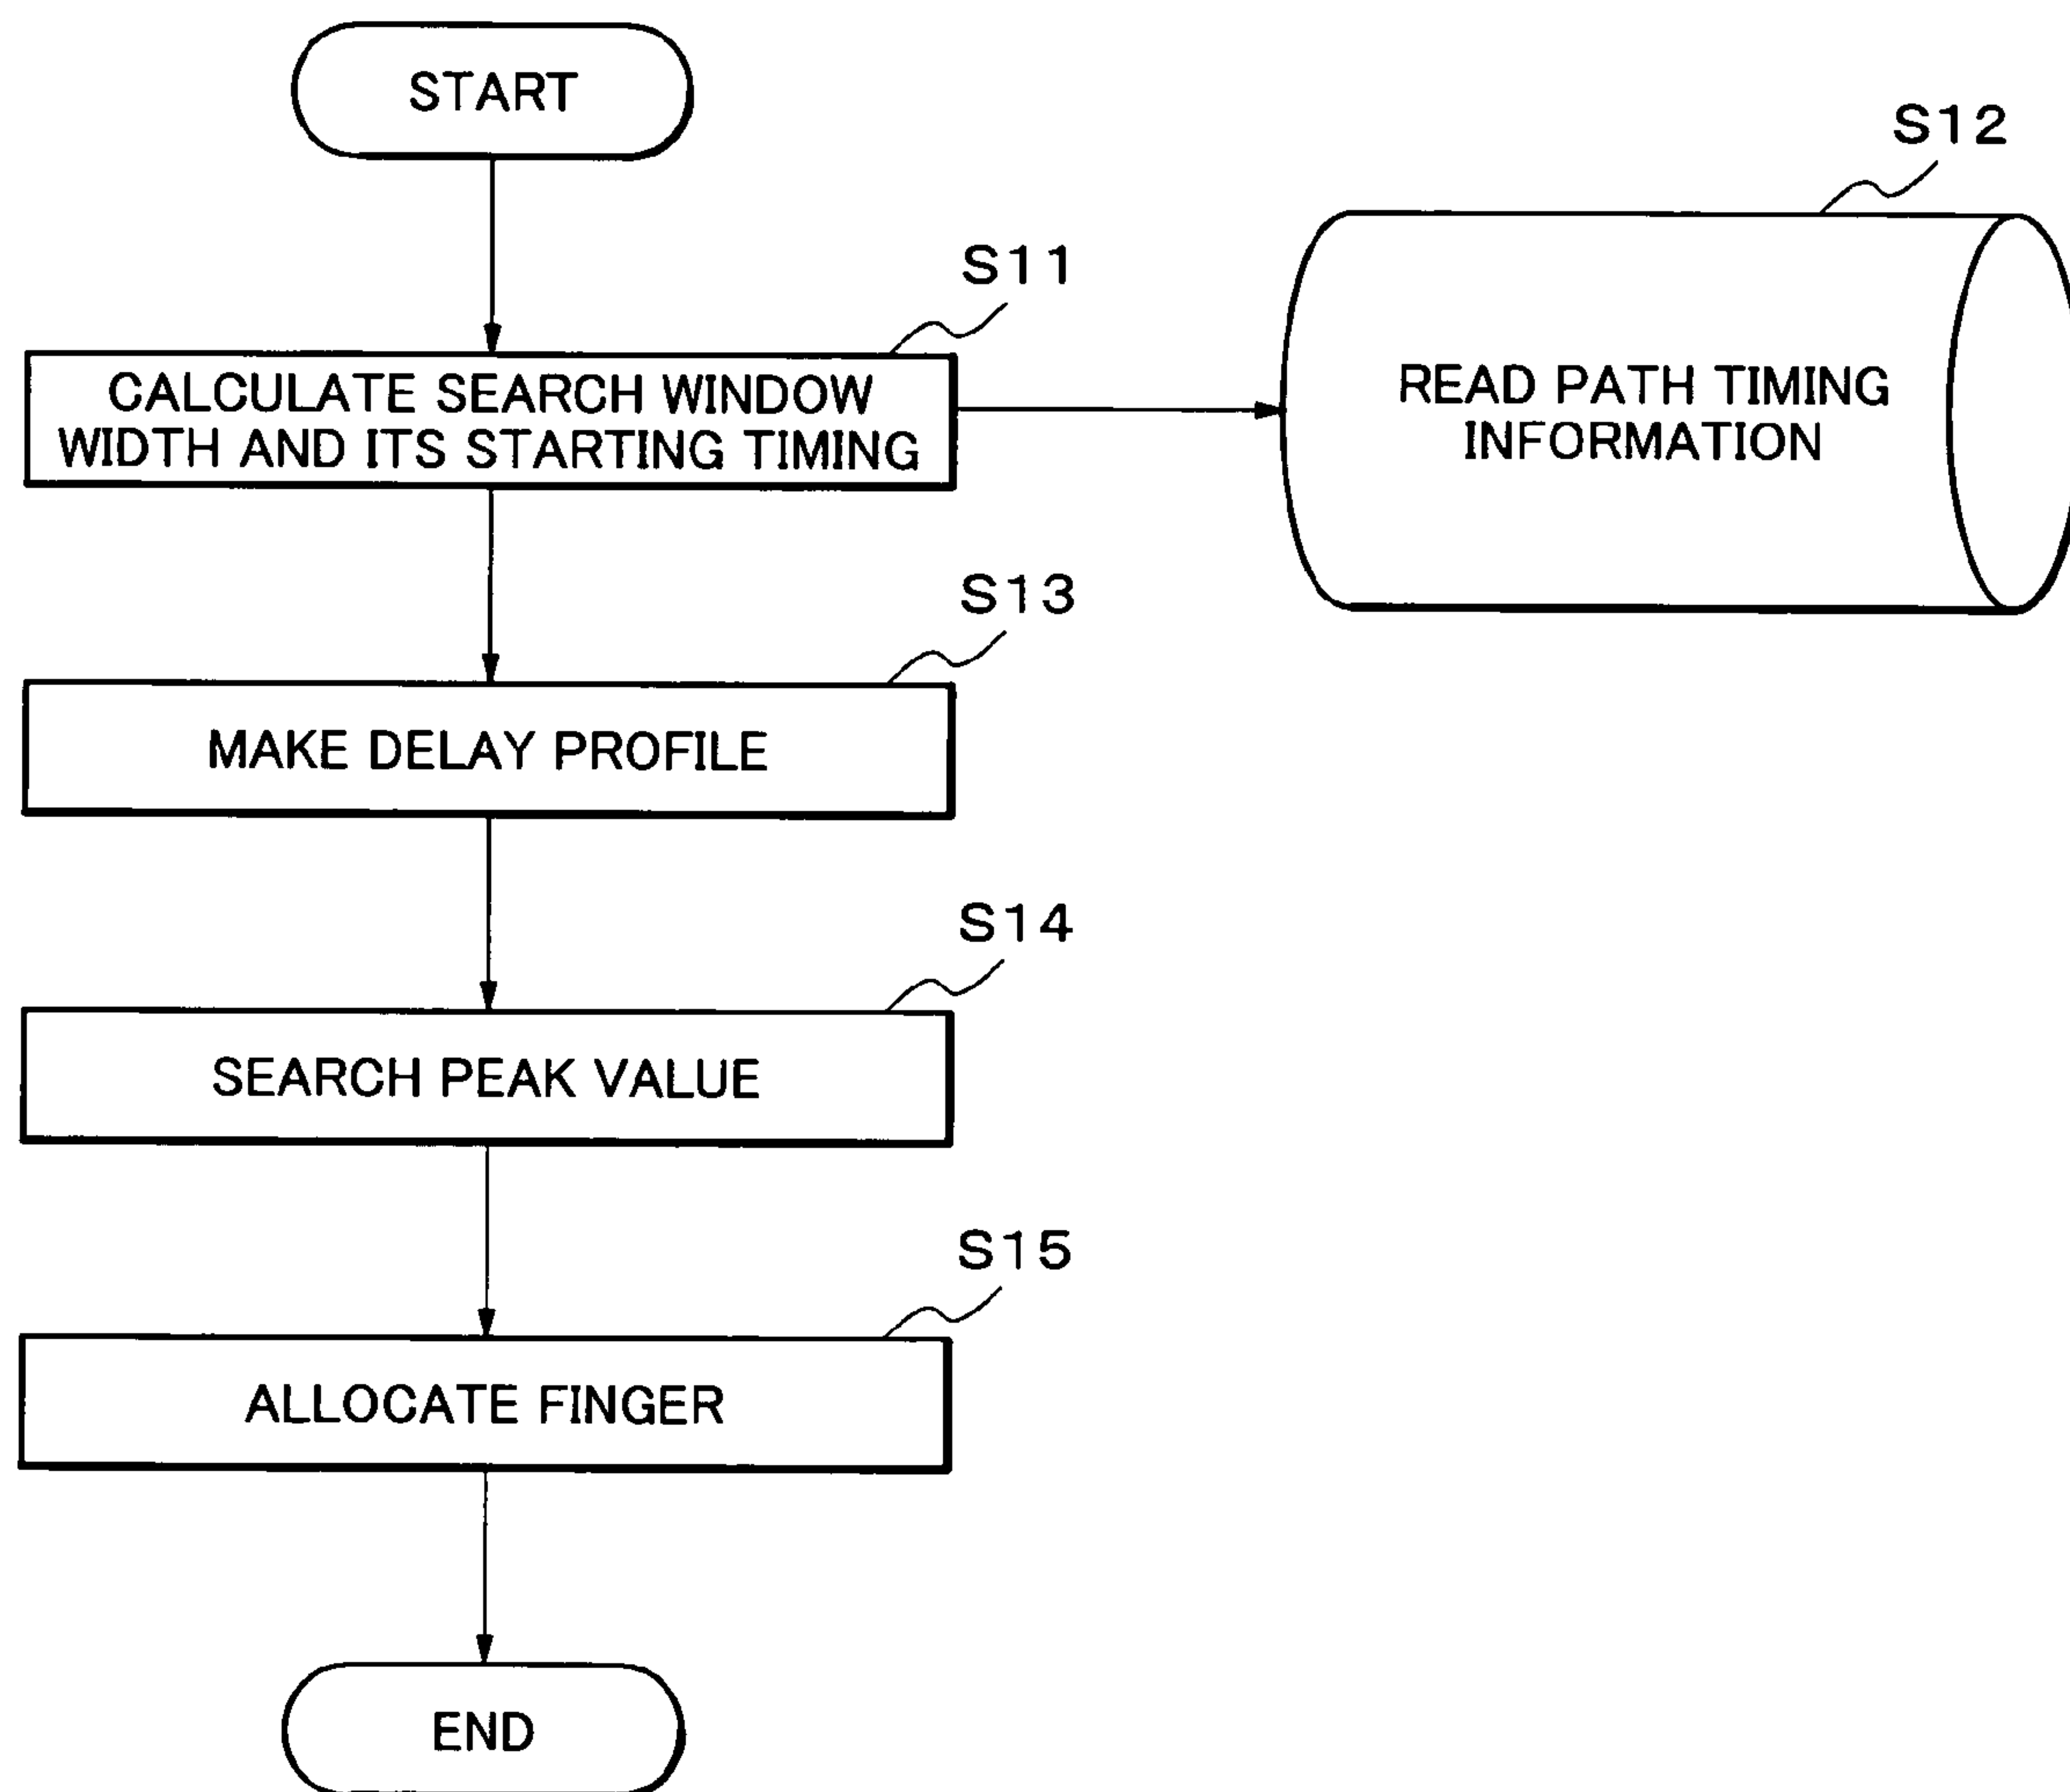 START
S12
S11
CALCULATE SEARCH WINDOW
WIDTH AND ITS STARTING TIMING
READ PATH TIMING
INFORMATION
S13
MAKE DELAY PROFILE
S14
SEARCH PEAK VALUE
S15
ALLOCATE FINGER
END